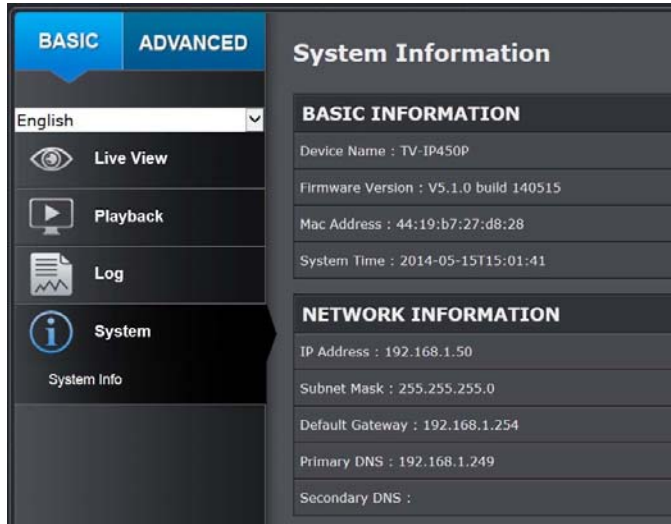 BASIC
ADVANCED
English
Live View
Playback
Log
System
System Info
System Information
BASIC INFORMATION
Device Name : TV-IP450P
Firmware Version : V5.1.0 build 140515
Mac Address : 44:19:b7:27:d8:28
System Time : 2014-05-15T15:01:41
NETWORK INFORMATION
IP Address : 192.168.1.50
Subnet Mask : 255.255.255.0
Default Gateway : 192.168.1.254
Primary DNS : 192.168.1.249
Secondary DNS :